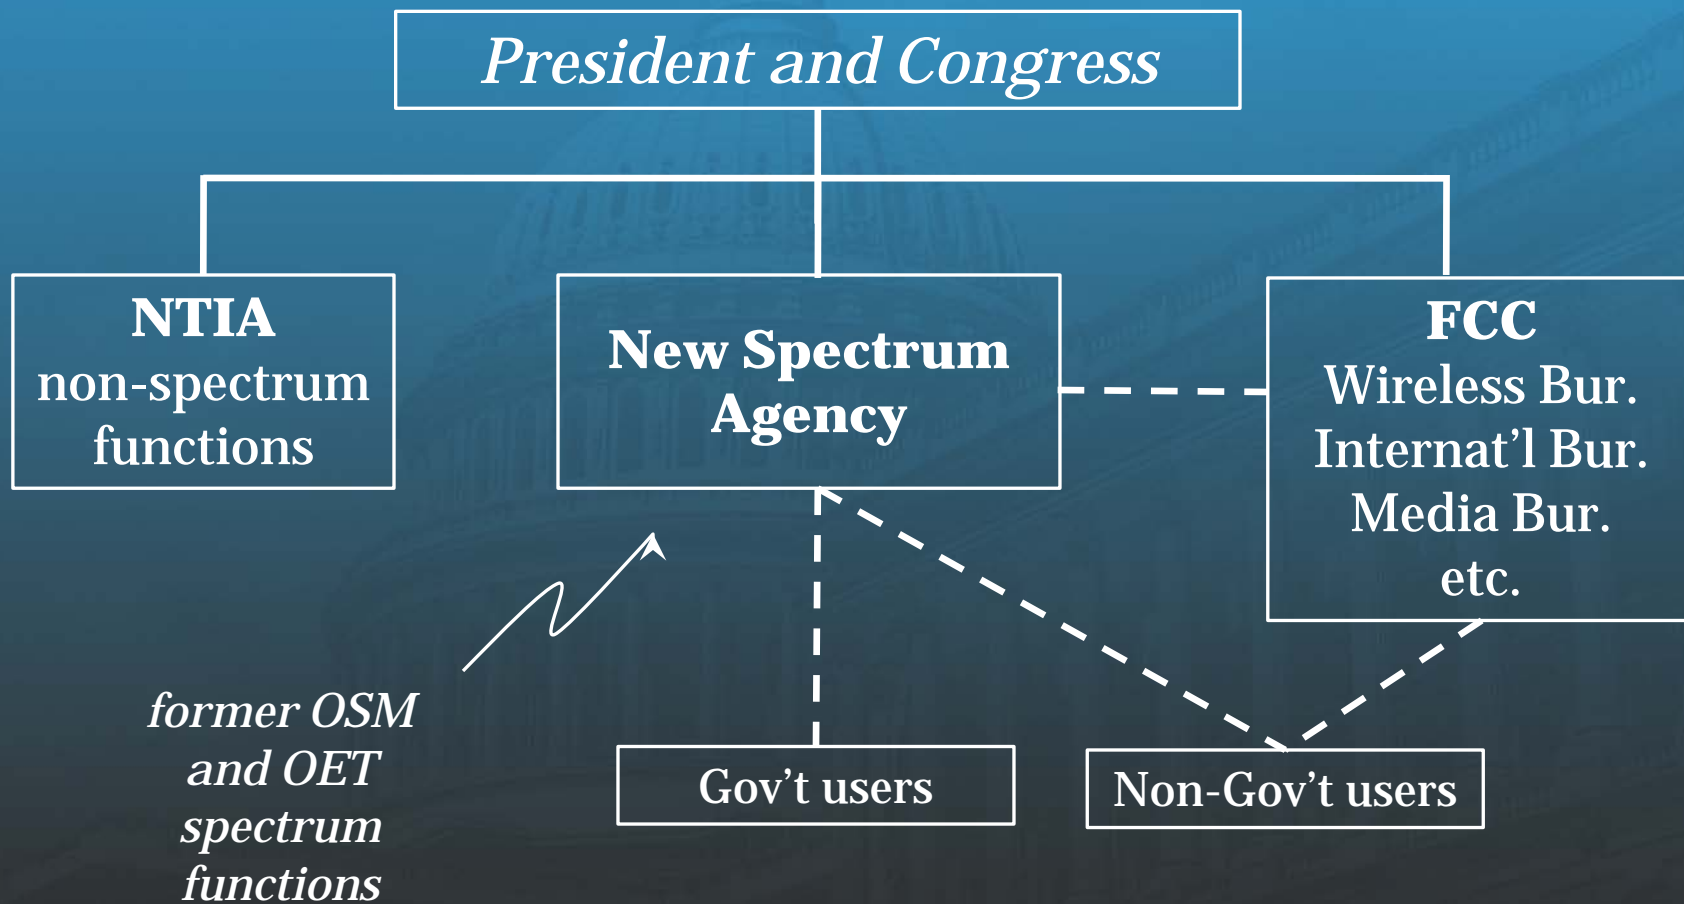 President and Congress
NTIA
non-spectrum
functions
New Spectrum
Agency
FCC
Wireless Bur.
Internat’l Bur.
Media Bur.
etc.
former OSM
and OET
spectrum
functions
Gov’t users
Non-Gov’t users